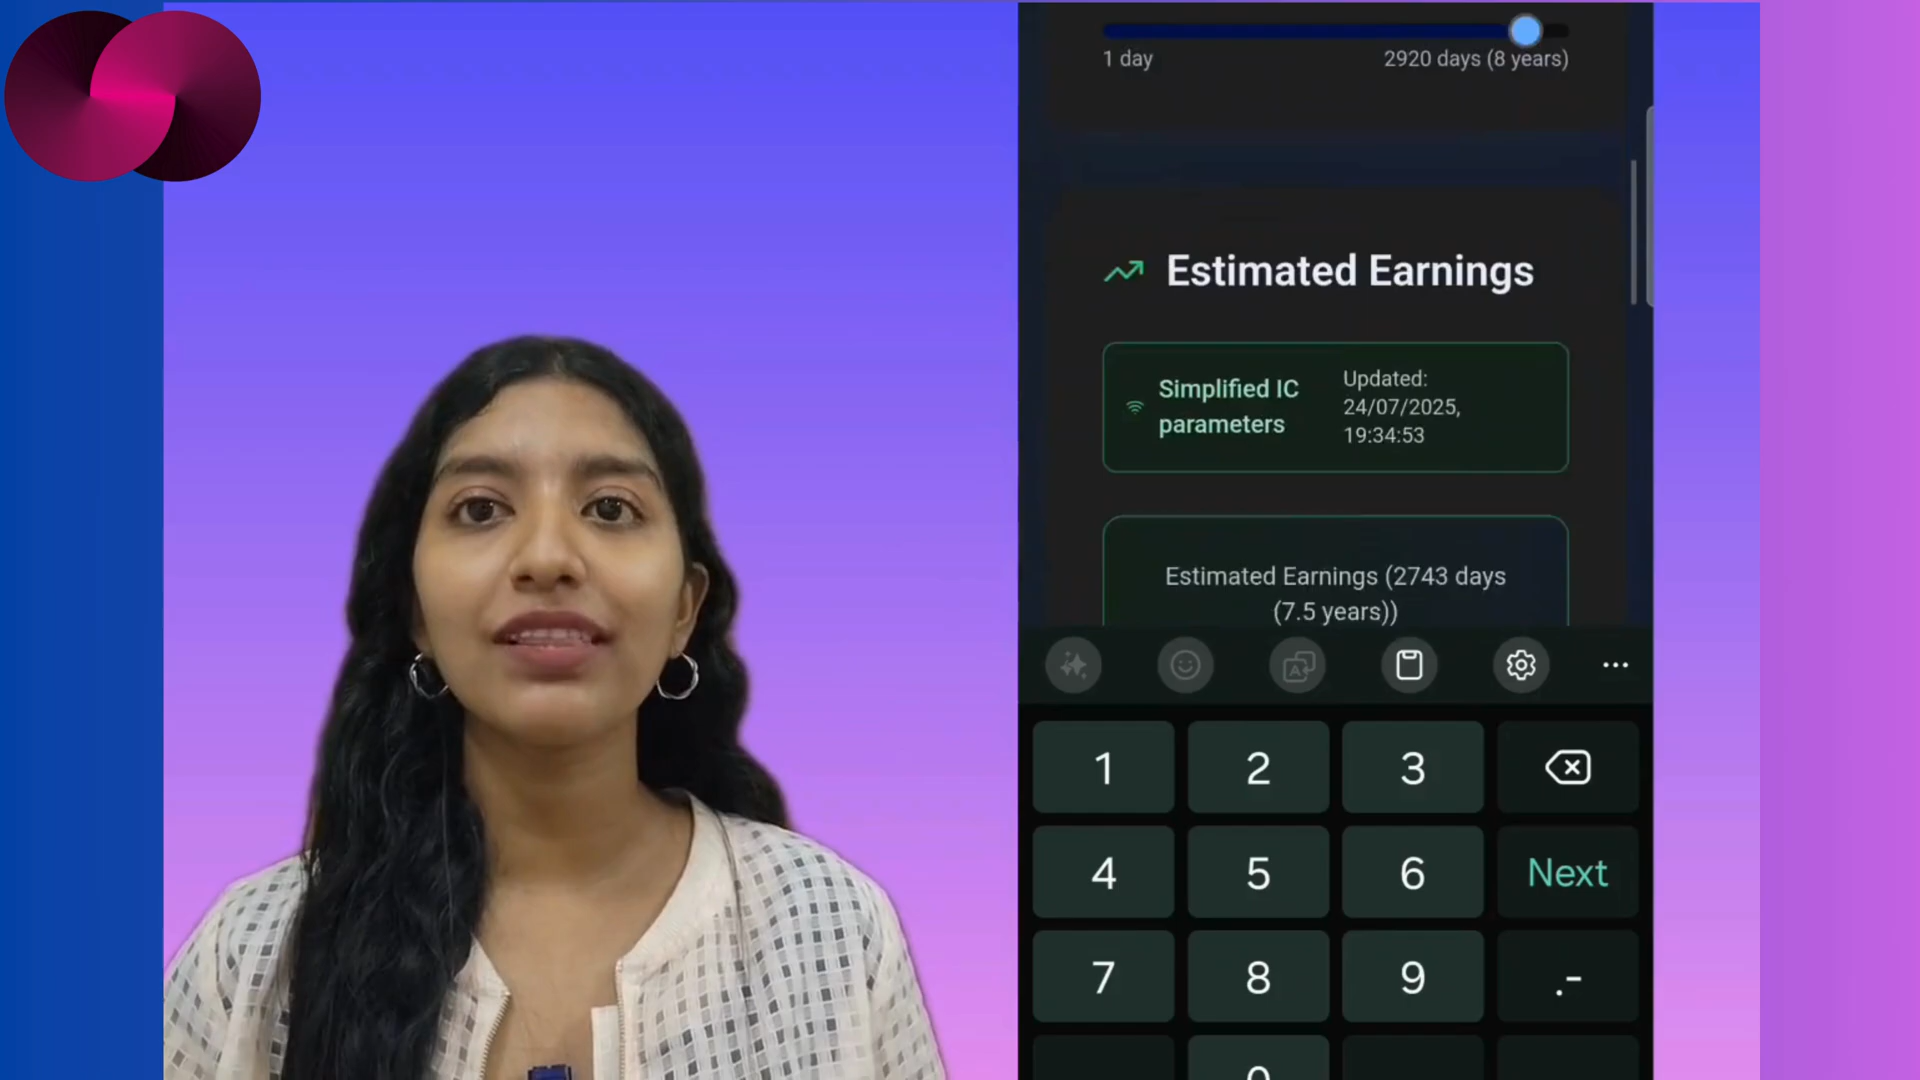 1 day
2920 days (8 years)
Estimated Earnings
Simplified IC
parameters
Updated:
24/07/2025,
19:34:53
Estimated Earnings (2743 days
(7.5 years))
1 2 3
4 5 6 Next
7 8 9 .-
0